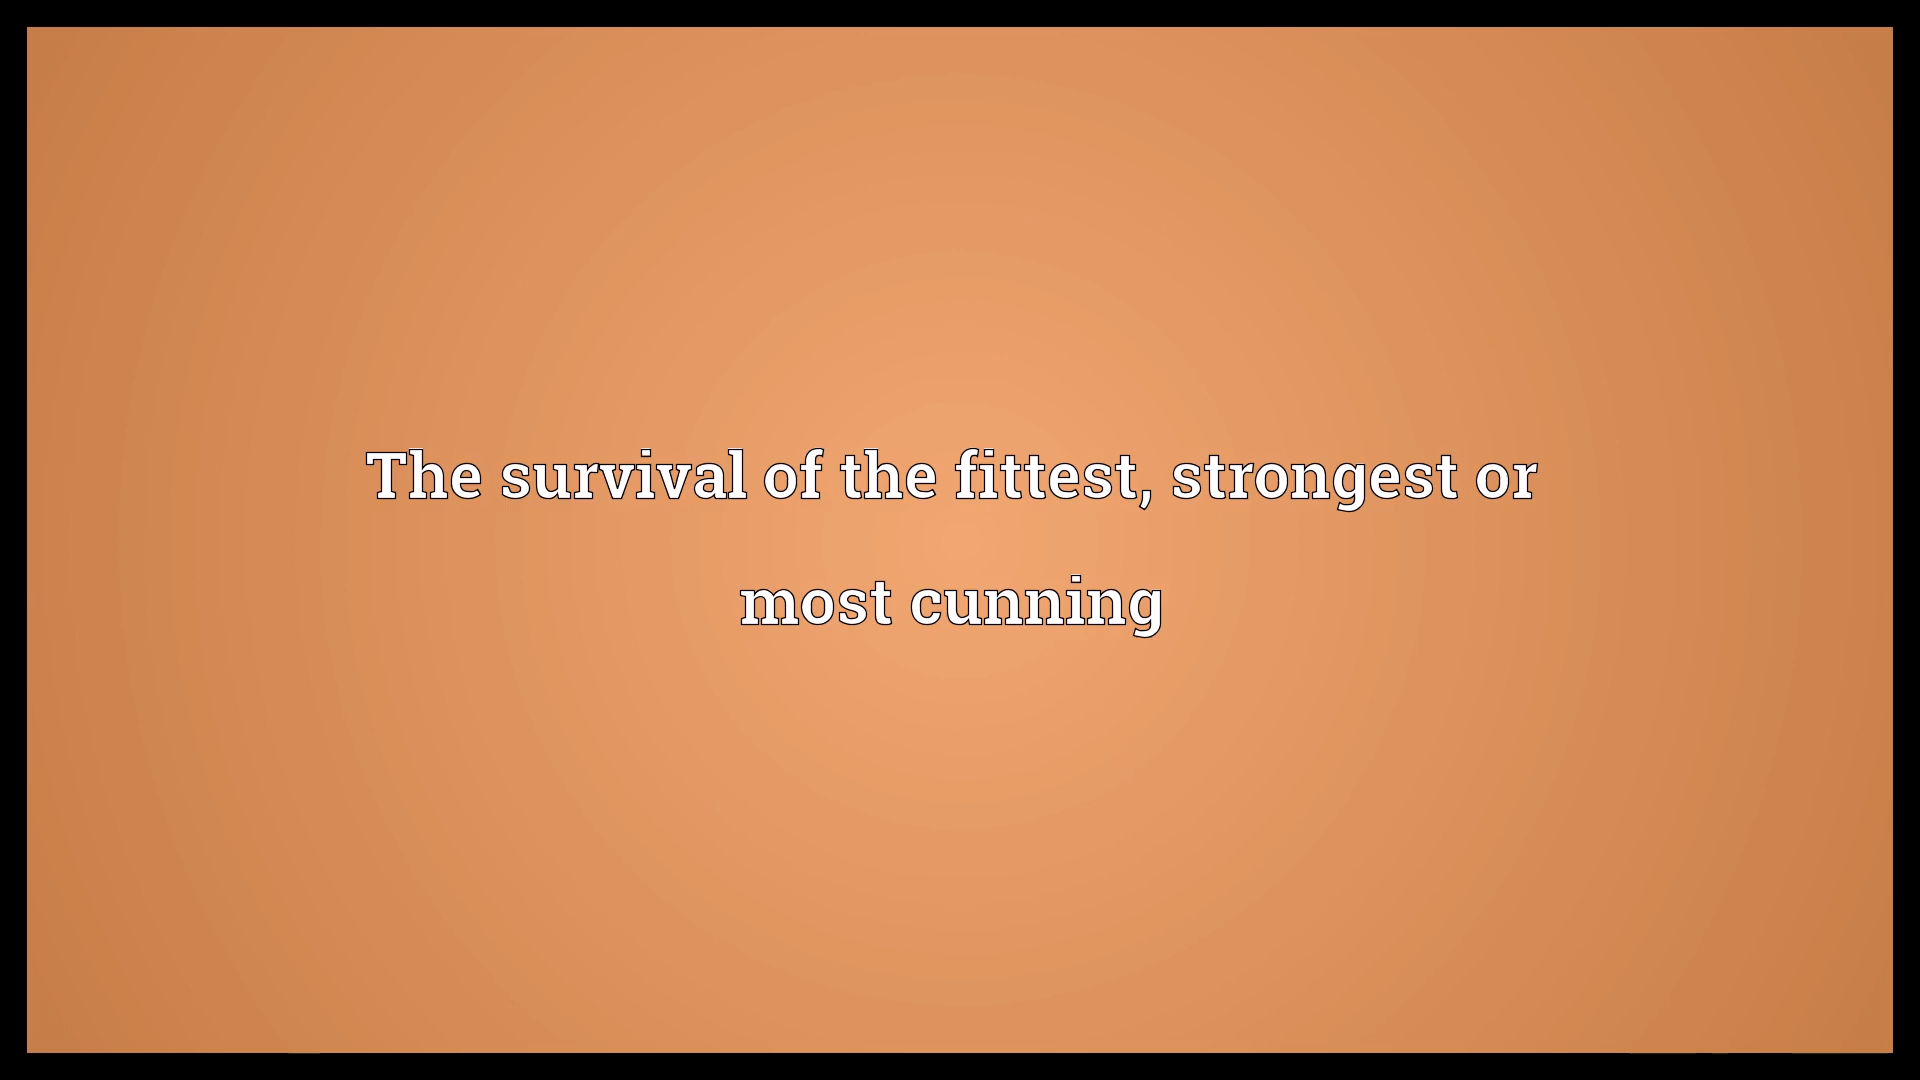 The survival of the fittest, strongest or
most cunning